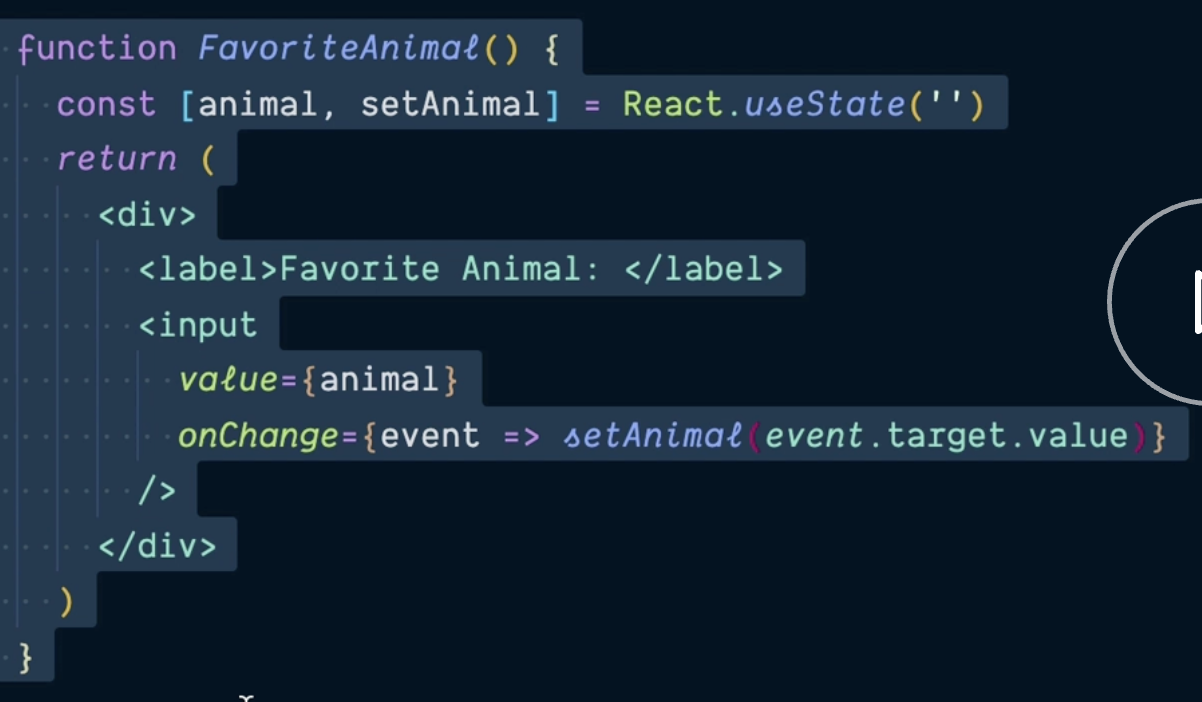 function FavoriteAnimal() {
  const [animal, setAnimal] = React.useState('')
  return (
    <div>
      <label>Favorite Animal: </label>
      <input
        value={animal}
        onChange={event => setAnimal(event.target.value)}
      />
    </div>
  )
}